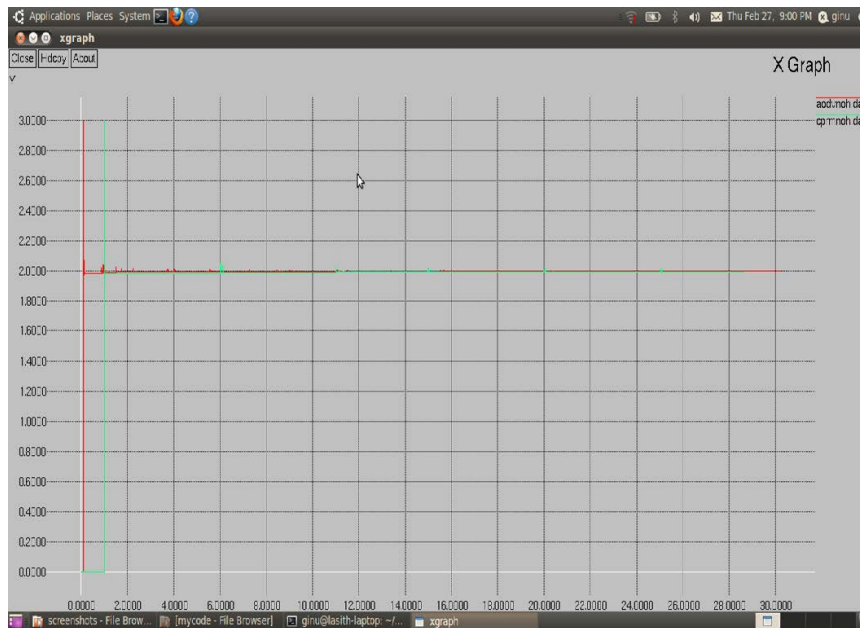 Applications Places System
Thu Feb 27, 9:00 PM ginu
xgraph
Close Hdcpy About
Y
X Graph
3.0000
2.8000
2.6000
2.4000
2.2000
2.0000
1.8000
1.6000
1.4000
1.2000
1.0000
0.8000
0.6000
0.4000
0.2000
0.0000
0.0000 2.0000 4.0000 6.0000 8.0000 10.0000 12.0000 14.0000 16.0000 18.0000 20.0000 22.0000 24.0000 26.0000 28.0000 30.0000
screenshots - File Brow... [mycode - File Browser] ginu@lasith-laptop: ~/... xgraph